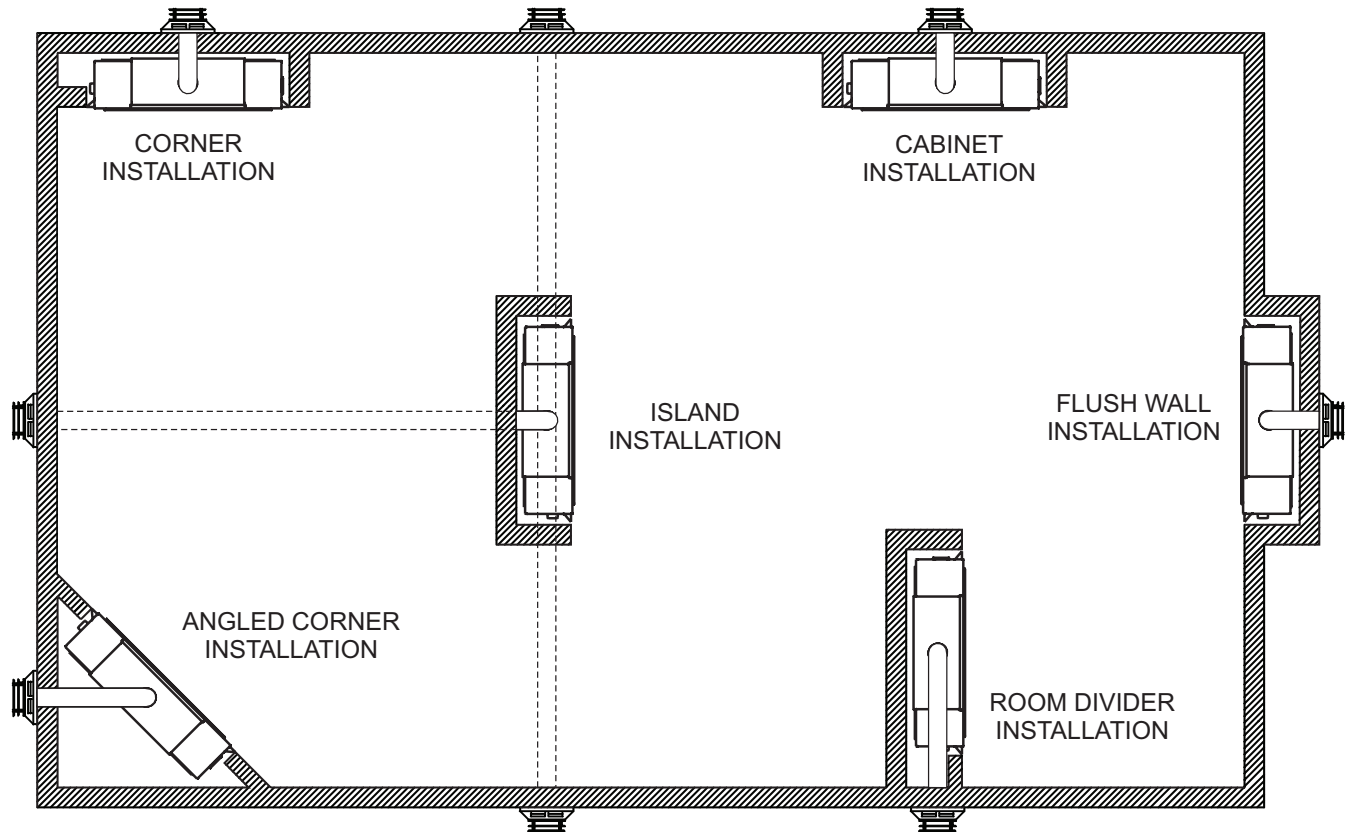 CORNER
INSTALLATION
CABINET
INSTALLATION
ISLAND
INSTALLATION
FLUSH WALL
INSTALLATION
ANGLED CORNER
INSTALLATION
ROOM DIVIDER
INSTALLATION